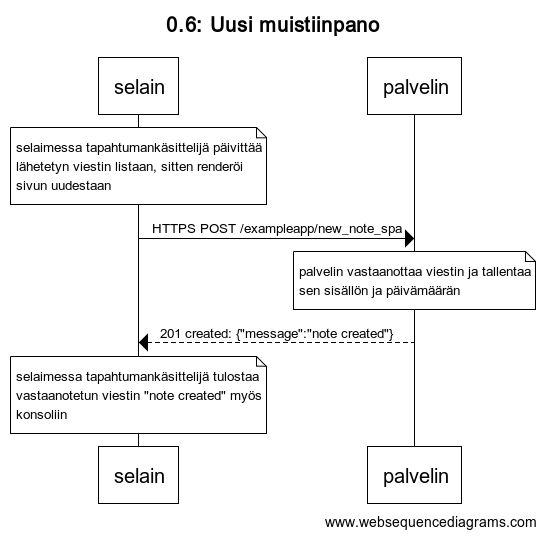 0.6: Uusi muistiinpano
selain
palvelin
selaimessa tapahtumankäsittelijä päivittää
lähetetyn viestin listaan, sitten renderöi
sivun uudestaan
HTTPS POST /exampleapp/new_note_spa
palvelin vastaanottaa viestin ja tallentaa
sen sisällön ja päivämäärän
201 created: {"message":"note created"}
selaimessa tapahtumankäsittelijä tulostaa
vastaanotetun viestin "note created" myös
konsoliin
selain
palvelin
www.websequencediagrams.com